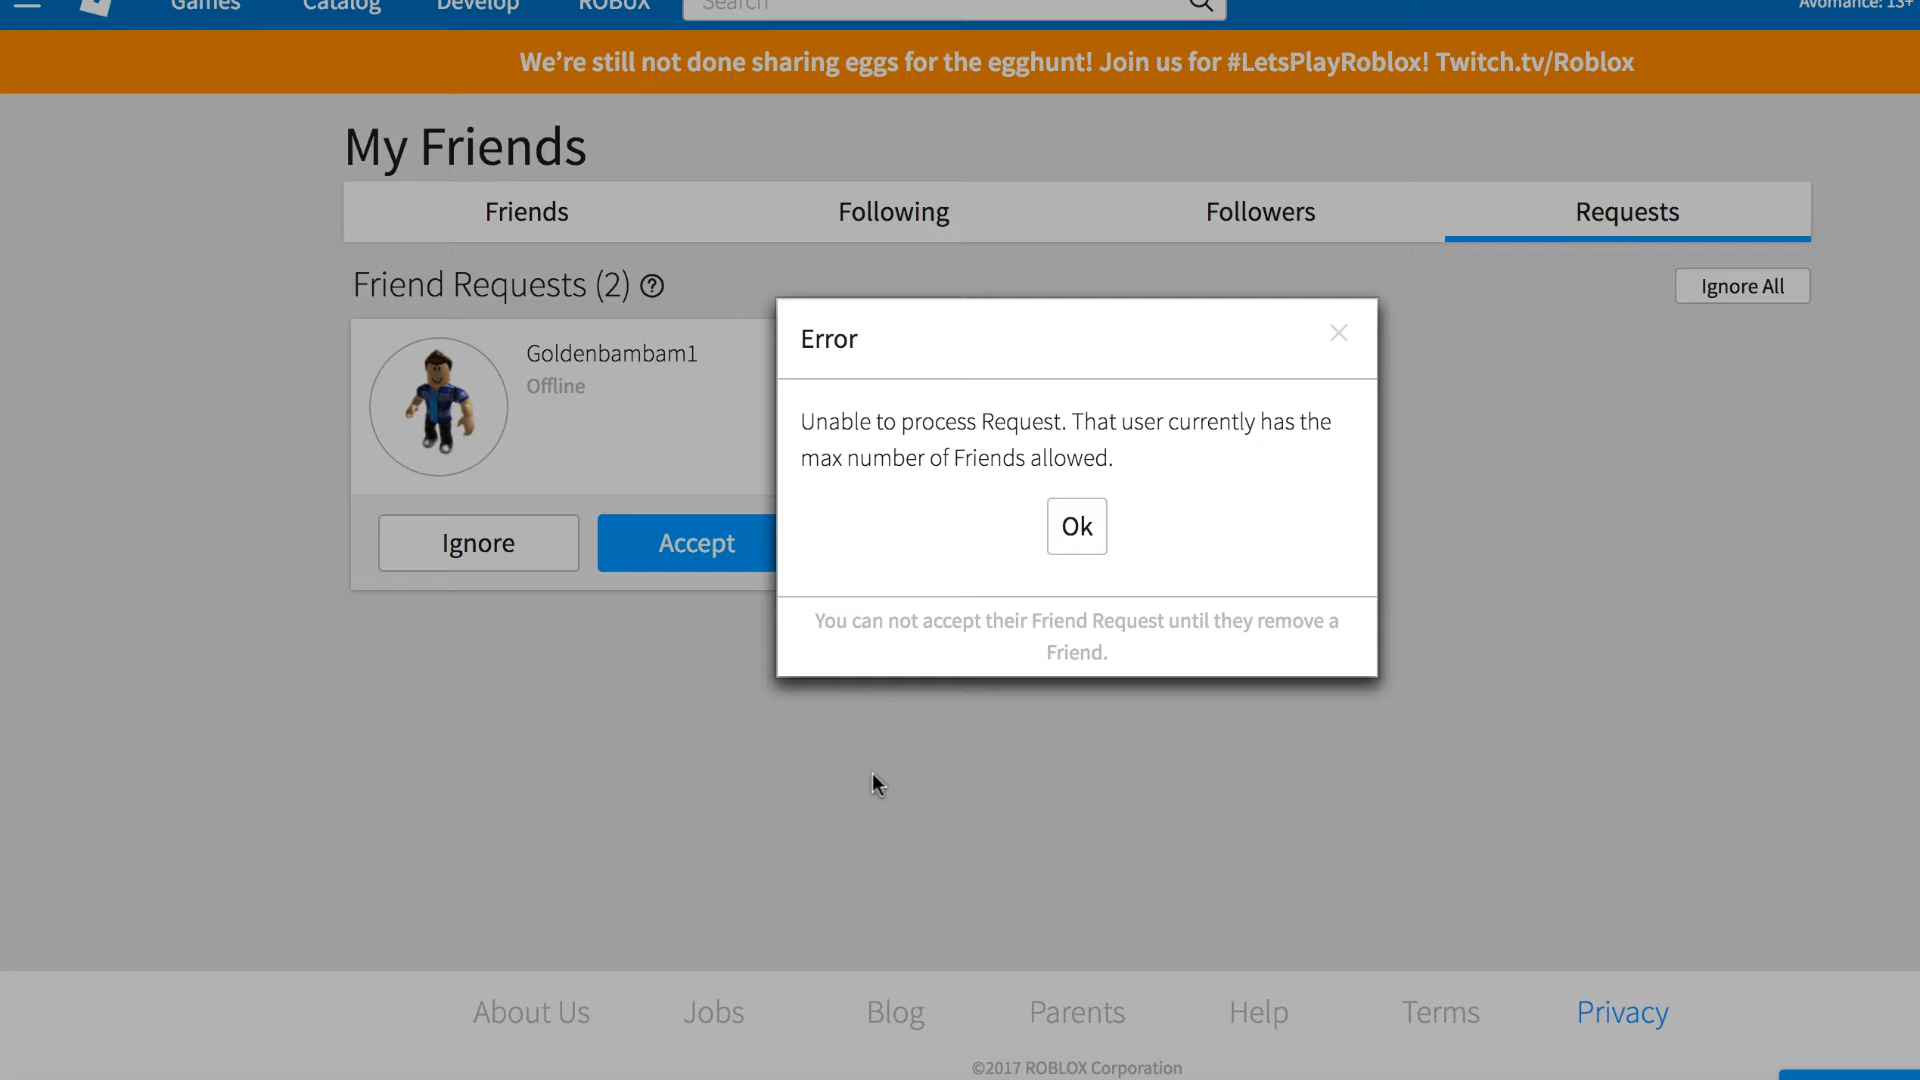 Games Catalog Develop ROBUX Search Avomance: 13+
We're still not done sharing eggs for the egghunt! Join us for #LetsPlayRoblox! Twitch.tv/Roblox
My Friends
Friends Following Followers Requests
Friend Requests (2) ?
Ignore All
Goldenbambam1
Offline
Ignore Accept
Error
Unable to process Request. That user currently has the
max number of Friends allowed.
Ok
You can not accept their Friend Request until they remove a
Friend.
About Us Jobs Blog Parents Help Terms Privacy
©2017 ROBLOX Corporation